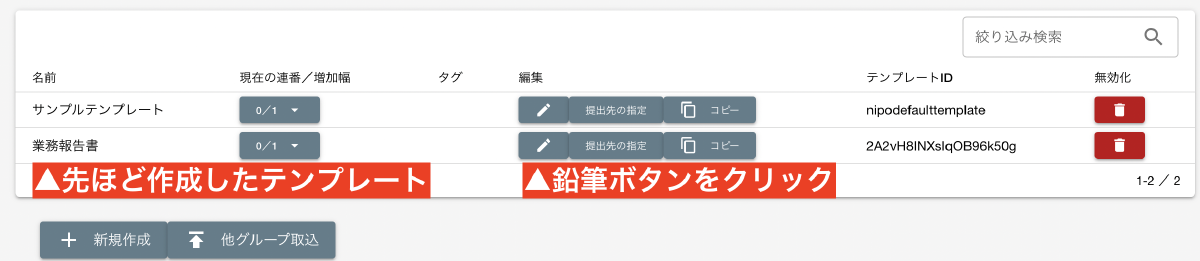 絞り込み検索
名前 現在の連番／増加幅 タグ 編集 テンプレートID 無効化
サンプルテンプレート 0/1 提出先の指定 コピー nipodefaulttemplate
業務報告書 0/1 提出先の指定 コピー 2A2vH8lNXslqOB96k50g
▲先ほど作成したテンプレート ▲鉛筆ボタンをクリック
1-2 ／ 2
新規作成 他グループ取込